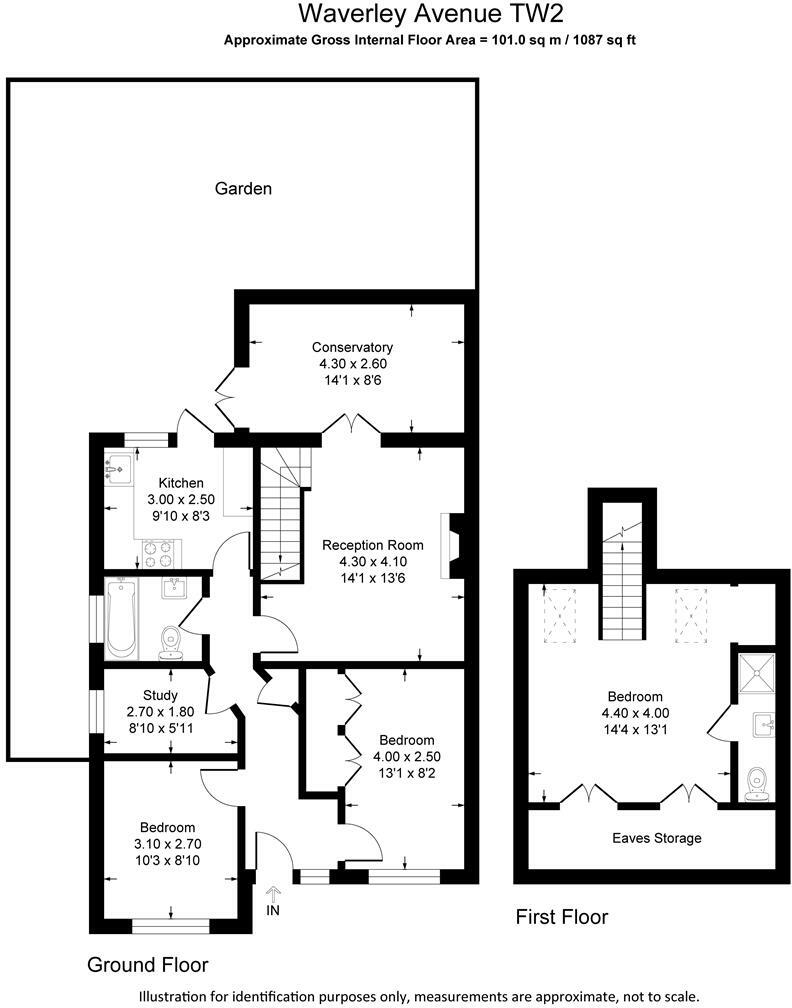 Waverley Avenue TW2
Approximate Gross Internal Floor Area = 101.0 sq m / 1087 sq ft
Garden
Conservatory
4.30 x 2.60
14'1 x 8'6
Kitchen
3.00 x 2.50
9'10 x 8'3
Reception Room
4.30 x 4.10
14'1 x 13'6
Study
2.70 x 1.80
8'10 x 5'11
Bedroom
4.00 x 2.50
13'1 x 8'2
Bedroom
3.10 x 2.70
10'3 x 8'10
IN
Ground Floor
Bedroom
4.40 x 4.00
14'4 x 13'1
Eaves Storage
First Floor
Illustration for identification purposes only, measurements are approximate, not to scale.